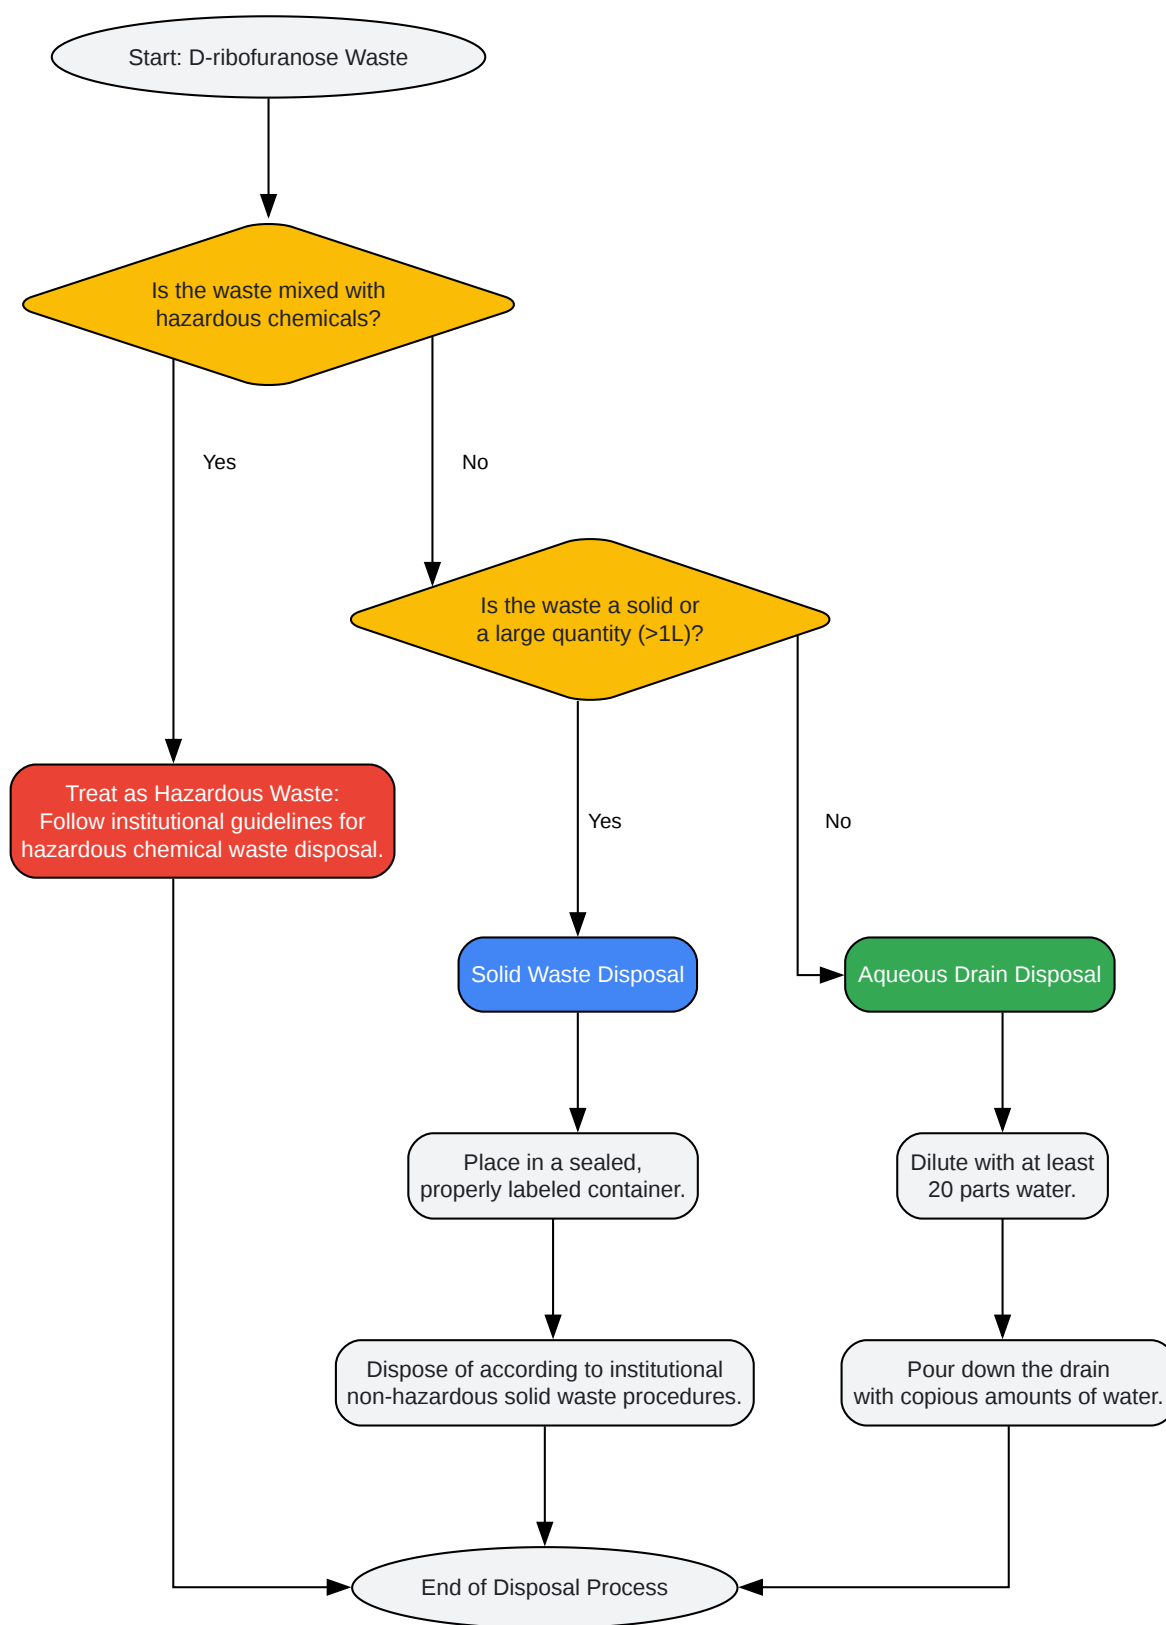 Start: D-ribofuranose Waste
Is the waste mixed with
hazardous chemicals?
Yes
No
Is the waste a solid or
a large quantity (>1L)?
Treat as Hazardous Waste:
Follow institutional guidelines for
hazardous chemical waste disposal.
Yes
No
Solid Waste Disposal
Aqueous Drain Disposal
Place in a sealed,
properly labeled container.
Dilute with at least
20 parts water.
Dispose of according to institutional
non-hazardous solid waste procedures.
Pour down the drain
with copious amounts of water.
End of Disposal Process